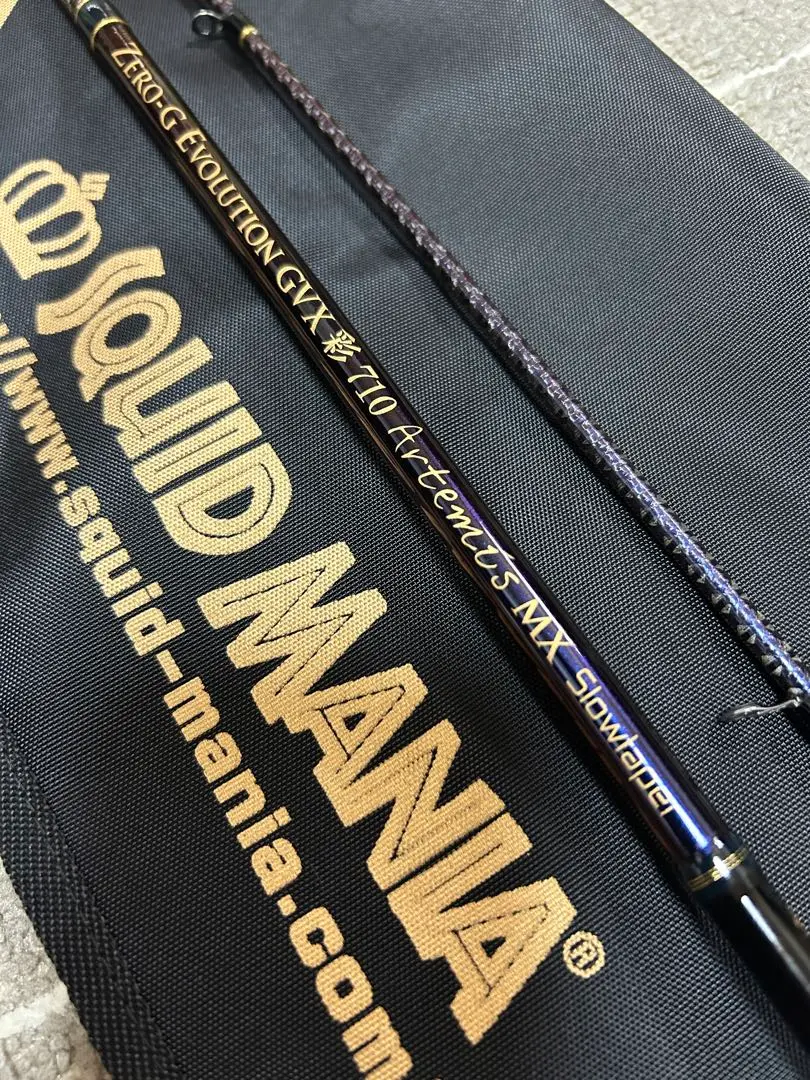 ZERO-G EVOLUTION GVX 彩 710 Artemis MX Slowtaper
SQUID MANIA®
www.squid-mania.com